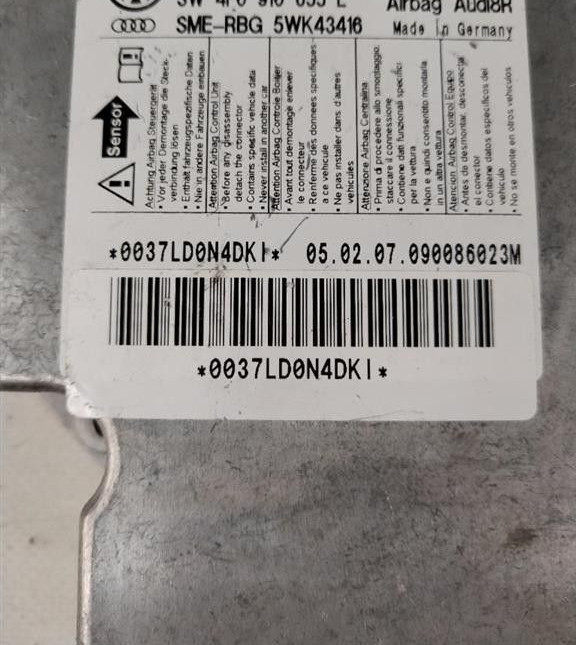 Airbag Audi8R
SME-RBG 5WK43416 Made in Germany
Sensor
Achtung Airbag Steuergerät
• Vor jeder Demontage die Steck-
verbindung lösen
• Enthält fahrzeugspezifische Daten
• Nie in andere Fahrzeuge einbauen
Attention Airbag Control Unit
• Before any disassembly
detach connector
• Contains specific vehicle data
• Never install in another car
Attention Airbag Controle Boitier
• Avant tout demontage enlever
le connecteur
• Renferme des donnees specifiques
a ce vehicule
• Ne pas installer dans d'autres
vehicules
Attenzione Airbag Centralina
• Prima di procedere allo smontaggio,
staccare il connessione
• Contiene dati funzionali specifici
per la vettura
• Non e quindi consentito montarla
in un altra vettura
Atencion Airbag Control Equipo
• Antes de desmontar, desconectar
el conector
• Contiene datos especificos del
vehiculo
• No se monte en otros vehiculos
*0037LD0N4DKI* 05.02.07.090086023M
*0037LD0N4DKI*